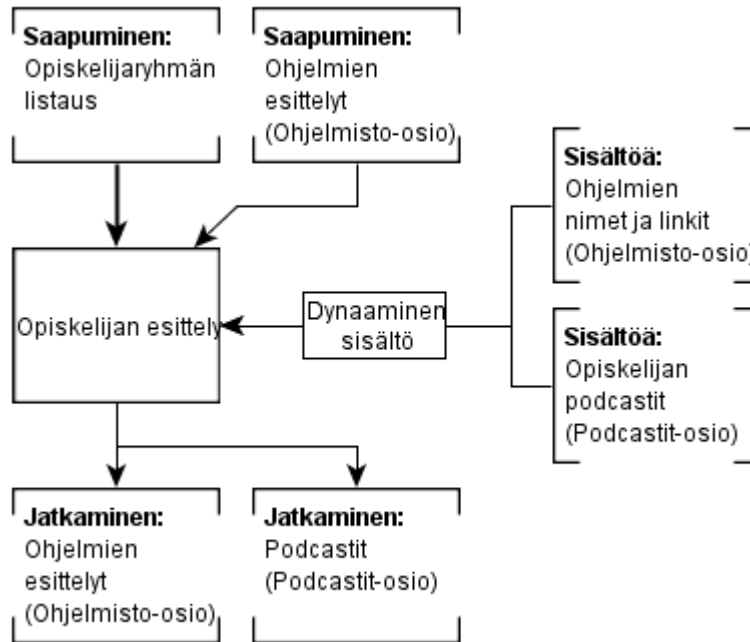 Saapuminen:
Opiskelijaryhmän
listaus
Saapuminen:
Ohjelmien
esittelyt
(Ohjelmisto-osio)
Sisältöä:
Ohjelmien
nimet ja linkit
(Ohjelmisto-osio)
Opiskelijan esittely
Dynaaminen
sisältö
Sisältöä:
Opiskelijan
podcastit
(Podcastit-osio)
Jatkaminen:
Ohjelmien
esittelyt
(Ohjelmisto-osio)
Jatkaminen:
Podcastit
(Podcastit-osio)